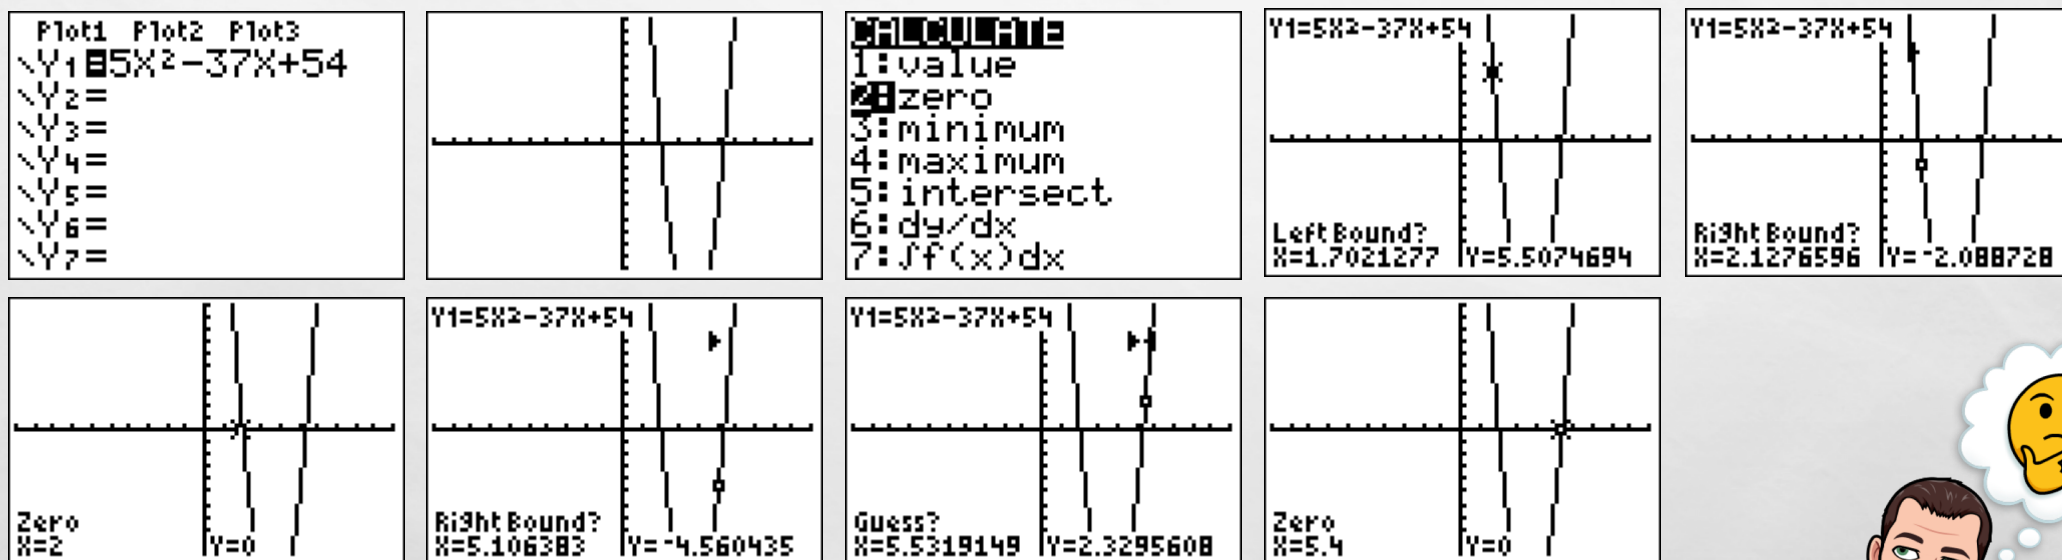 Plot1 Plot2 Plot3
\Y1=5X²-37X+54
\Y2=
\Y3=
\Y4=
\Y5=
\Y6=
\Y7=
CALCULATE
1:value
2:zero
3:minimum
4:maximum
5:intersect
6:dy/dx
7:∫f(x)dx
Y1=5X2-37X+54
Left Bound?
X=1.7021277 Y=5.5074694
Y1=5X2-37X+54
Right Bound?
X=2.1276596 Y=-2.088728
Zero
X=2 Y=0
Y1=5X2-37X+54
Right Bound?
X=5.106383 Y=-4.560435
Y1=5X2-37X+54
Guess?
X=5.5319149 Y=2.3295608
Zero
X=5.4 Y=0